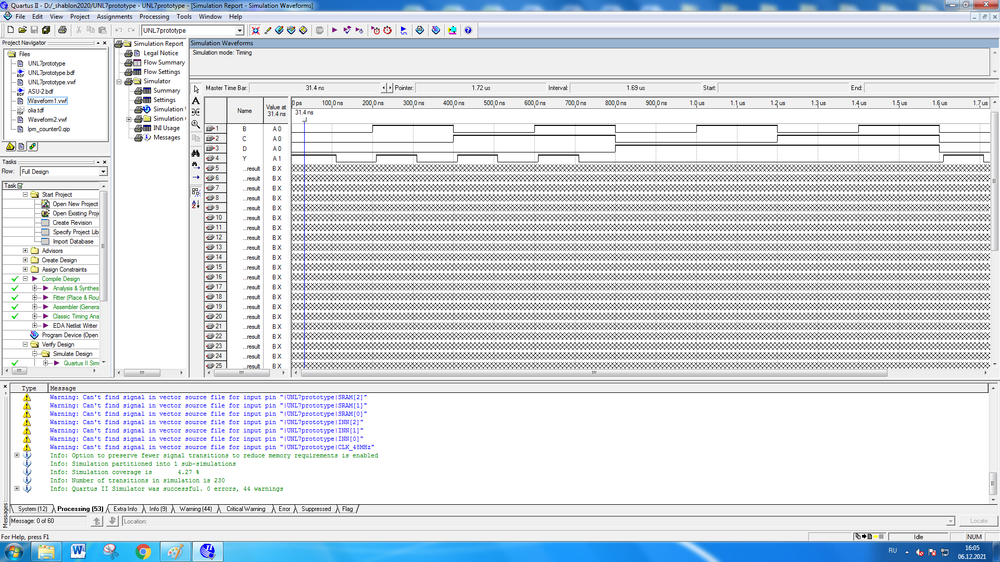 Quartus II - D:/_shablon2020/UNL7prototype - UNL7prototype - [Simulation Report - Simulation Waveforms]
File Edit View Project Assignments Processing Tools Window Help
UNL7prototype
Project Navigator
Files
UNL7prototype
UNL7prototype.bdf
UNL7prototype.vwf
ASU-2.bdf
Waveform1.vwf
olia.tdf
Waveform2.vwf
lpm_counter0.qip
Tasks
Flow: Full Design
Task
Start Project
Open New Project
Open Existing Proje
Create Revision
Specify Project Lib
Import Database
Advisors
Create Design
Assign Constraints
Compile Design
Analysis & Synthes
Fitter (Place & Rou
Assembler (Genera
Classic Timing Ana
EDA Netlist Writer
Program Device (Open
Verify Design
Simulate Design
Quartus II Simu
Simulation Report
Legal Notice
Flow Summary
Flow Settings
Simulator
Summary
Settings
Simulation
Simulation
INI Usage
Messages
Simulation Waveforms
Simulation mode: Timing
Master Time Bar: 31.4 ns Pointer: 1.72 us Interval: 1.69 us Start: End:
Name Value at 31.4 ns
0 ps 100.0 ns 200.0 ns 300.0 ns 400.0 ns 500.0 ns 600.0 ns 700.0 ns 800.0 ns 900.0 ns 1.0 us 1.1 us 1.2 us 1.3 us 1.4 us 1.5 us 1.6 us 1.7 us
31.4 ns
1 B A 0
2 C A 0
3 D A 0
4 Y A 1
5 ...result B X
6 ...result B X
7 ...result B X
8 ...result B X
9 ...result B X
10 ...result B X
11 ...result B X
12 ...result B X
13 ...result B X
14 ...result B X
15 ...result B X
16 ...result B X
17 ...result B X
18 ...result B X
19 ...result B X
20 ...result B X
21 ...result B X
22 ...result B X
23 ...result B X
24 ...result B X
25 ...result B X
Type Message
Warning: Can't find signal in vector source file for input pin "|UNL7prototype|SRAM[2]"
Warning: Can't find signal in vector source file for input pin "|UNL7prototype|SRAM[1]"
Warning: Can't find signal in vector source file for input pin "|UNL7prototype|SRAM[0]"
Warning: Can't find signal in vector source file for input pin "|UNL7prototype|INN[2]"
Warning: Can't find signal in vector source file for input pin "|UNL7prototype|INN[1]"
Warning: Can't find signal in vector source file for input pin "|UNL7prototype|INN[0]"
Warning: Can't find signal in vector source file for input pin "|UNL7prototype|CLK_48MHz"
Info: Option to preserve fewer signal transitions to reduce memory requirements is enabled
Info: Simulation partitioned into 1 sub-simulations
Info: Simulation coverage is 4.27 %
Info: Number of transitions in simulation is 230
Info: Quartus II Simulator was successful. 0 errors, 44 warnings
System (12) Processing (53) Extra Info Info (9) Warning (44) Critical Warning Error Suppressed Flag
Messages
Message: 0 of 60 Location: Locate
For Help, press F1
Idle NUM
RU
16:05
06.12.2021